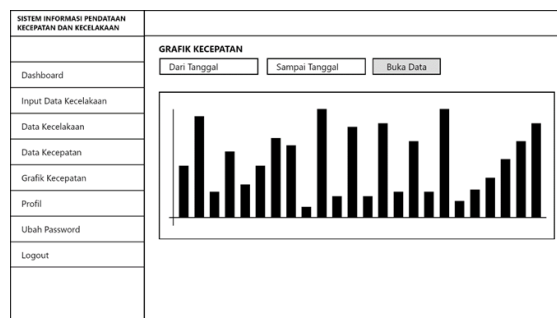 SISTEM INFORMASI PENDATAAN
KECEPATAN DAN KECELAKAAN
GRAFIK KECEPATAN
Dari Tanggal
Sampai Tanggal
Buka Data
Dashboard
Input Data Kecelakaan
Data Kecelakaan
Data Kecepatan
Grafik Kecepatan
Profil
Ubah Password
Logout